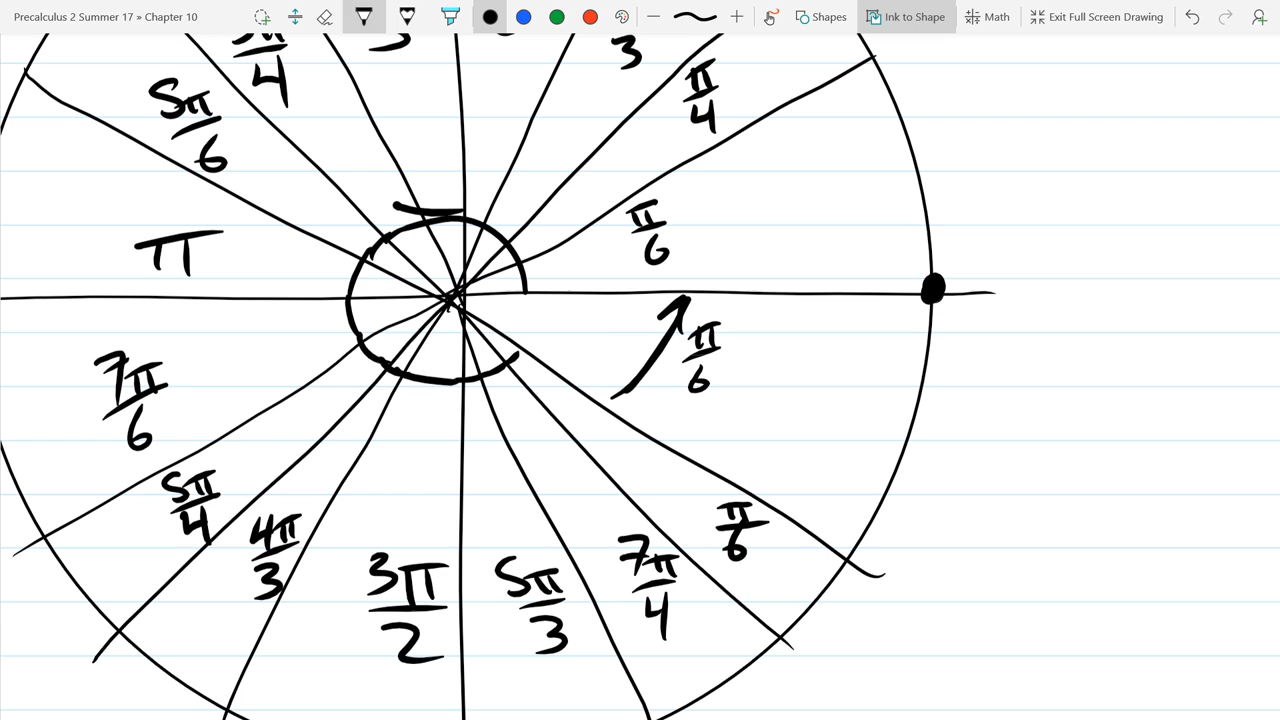 Precalculus 2 Summer 17 » Chapter 10
Shapes
Ink to Shape
Math
Exit Full Screen Drawing
3
π/4
5π/6
π/6
π
π/6
7π/6
5π/4
4π/3
3π/2
5π/3
7π/4
π/6